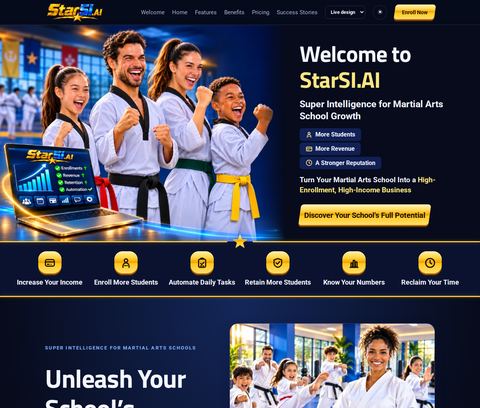 StarSI.AI
Welcome
Home
Features
Benefits
Pricing
Success Stories
Live design
Enroll Now
StarSI.AI
Enrollments
Revenue
Retention
Automation
Welcome to
StarSI.AI
Super Intelligence for Martial Arts
School Growth
More Students
More Revenue
A Stronger Reputation
Turn Your Martial Arts School Into a High-
Enrollment, High-Income Business
Discover Your School's Full Potential
Increase Your Income
Enroll More Students
Automate Daily Tasks
Retain More Students
Know Your Numbers
Reclaim Your Time
SUPER INTELLIGENCE FOR MARTIAL ARTS SCHOOLS
Unleash Your
School's